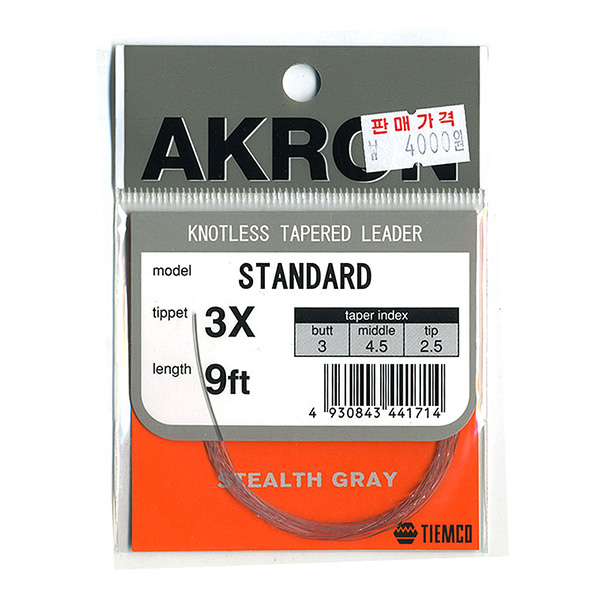 AKRON
판매가격
₩ 4000원
KNOTLESS TAPERED LEADER
model STANDARD
tippet 3X
length 9ft
taper index
butt middle tip
3 4.5 2.5
4 930843 441714
STEALTH GRAY
TIEMCO